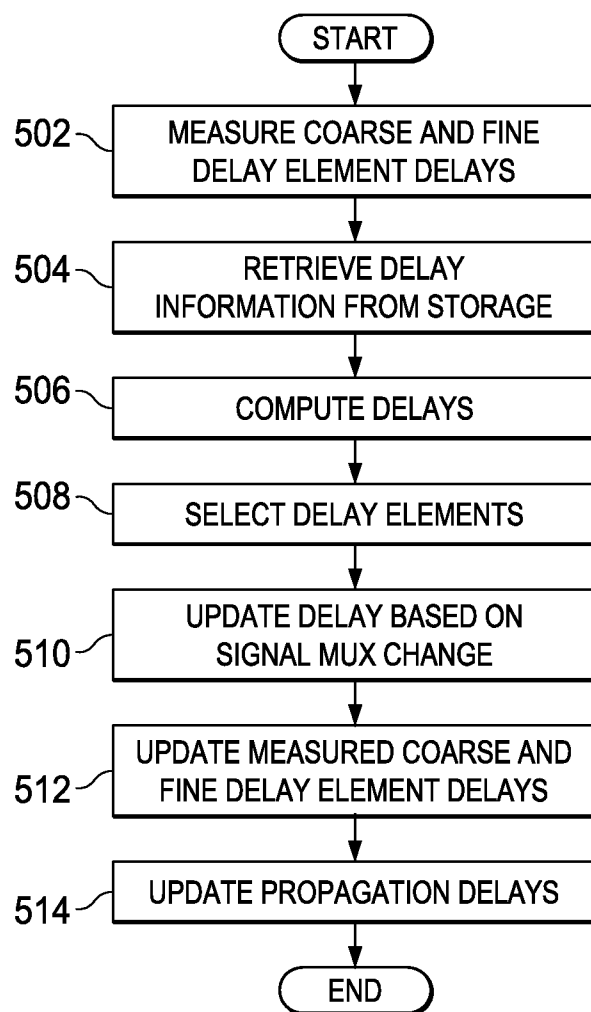 START
502
MEASURE COARSE AND FINE
DELAY ELEMENT DELAYS
504
RETRIEVE DELAY
INFORMATION FROM STORAGE
506
COMPUTE DELAYS
508
SELECT DELAY ELEMENTS
510
UPDATE DELAY BASED ON
SIGNAL MUX CHANGE
512
UPDATE MEASURED COARSE AND
FINE DELAY ELEMENT DELAYS
514
UPDATE PROPAGATION DELAYS
END